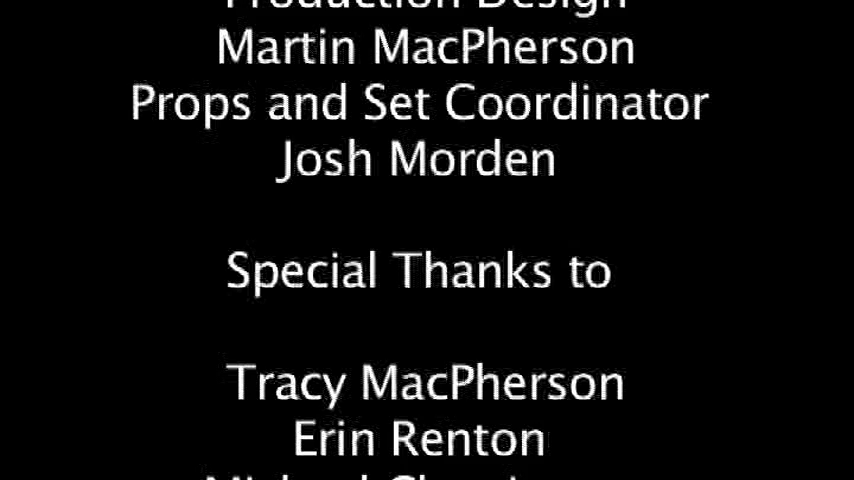 Production Design
Martin MacPherson
Props and Set Coordinator
Josh Morden
Special Thanks to
Tracy MacPherson
Erin Renton